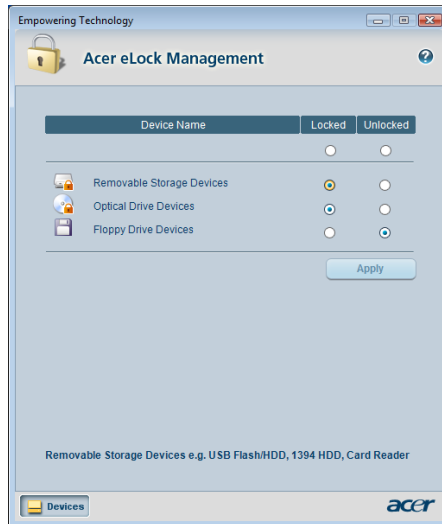 Empowering Technology
Acer eLock Management
Device Name Locked Unlocked
Removable Storage Devices
Optical Drive Devices
Floppy Drive Devices
Apply
Removable Storage Devices e.g. USB Flash/HDD, 1394 HDD, Card Reader
Devices acer